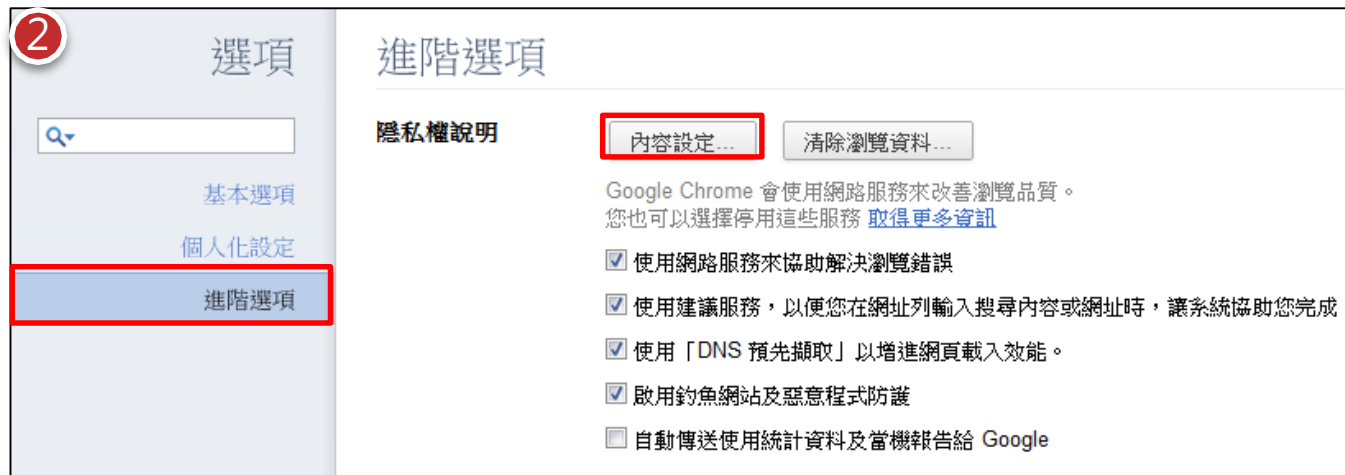 2
選項
基本選項
個人化設定
進階選項
進階選項
隱私權說明
內容設定...
清除瀏覽資料...
Google Chrome 會使用網路服務來改善瀏覽品質。
您也可以選擇停用這些服務 取得更多資訊
使用網路服務來協助解決瀏覽錯誤
使用建議服務，以便您在網址列輸入搜尋內容或網址時，讓系統協助您完成
使用「DNS 預先擷取」以增進網頁載入效能。
啟用釣魚網站及惡意程式防護
自動傳送使用統計資料及當機報告給 Google